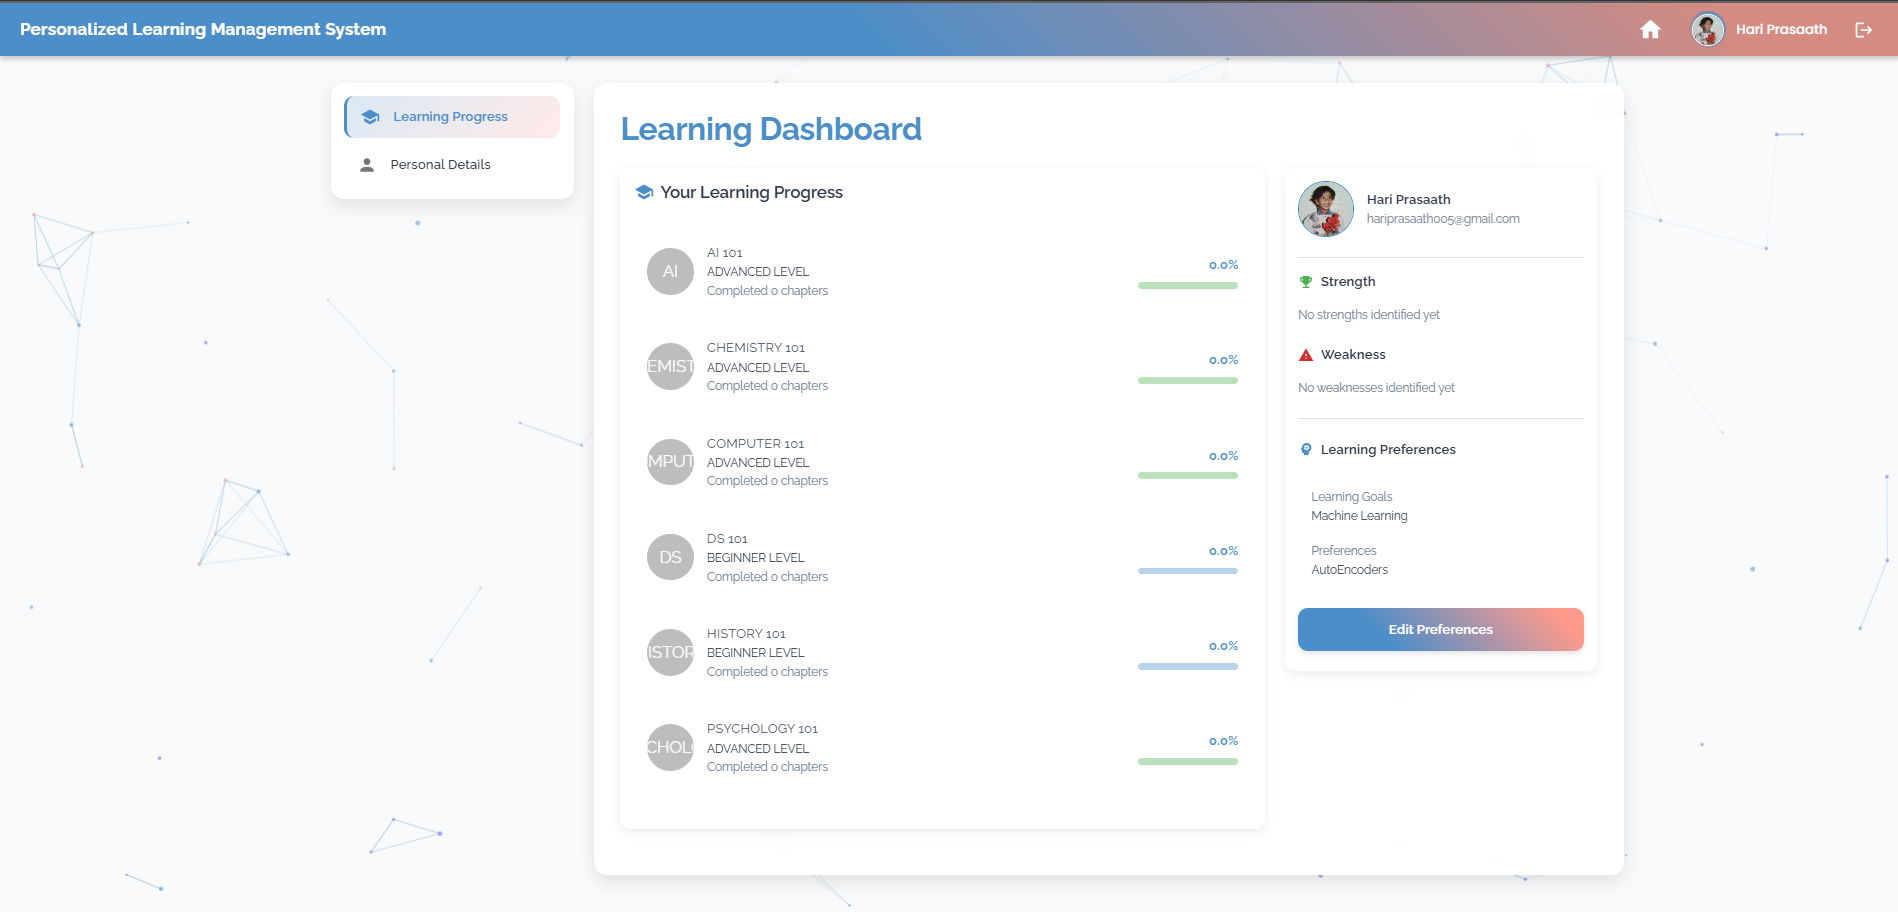 Personalized Learning Management System
Hari Prasaath
Learning Progress
Personal Details
Learning Dashboard
Your Learning Progress
AI
AI 101
ADVANCED LEVEL
Completed 0 chapters
0.0%
EMIST
CHEMISTRY 101
ADVANCED LEVEL
Completed 0 chapters
0.0%
MPUT
COMPUTER 101
ADVANCED LEVEL
Completed 0 chapters
0.0%
DS
DS 101
BEGINNER LEVEL
Completed 0 chapters
0.0%
ISTOR
HISTORY 101
BEGINNER LEVEL
Completed 0 chapters
0.0%
CHOLO
PSYCHOLOGY 101
ADVANCED LEVEL
Completed 0 chapters
0.0%
Hari Prasaath
hariprasaath005@gmail.com
Strength
No strengths identified yet
Weakness
No weaknesses identified yet
Learning Preferences
Learning Goals
Machine Learning
Preferences
AutoEncoders
Edit Preferences